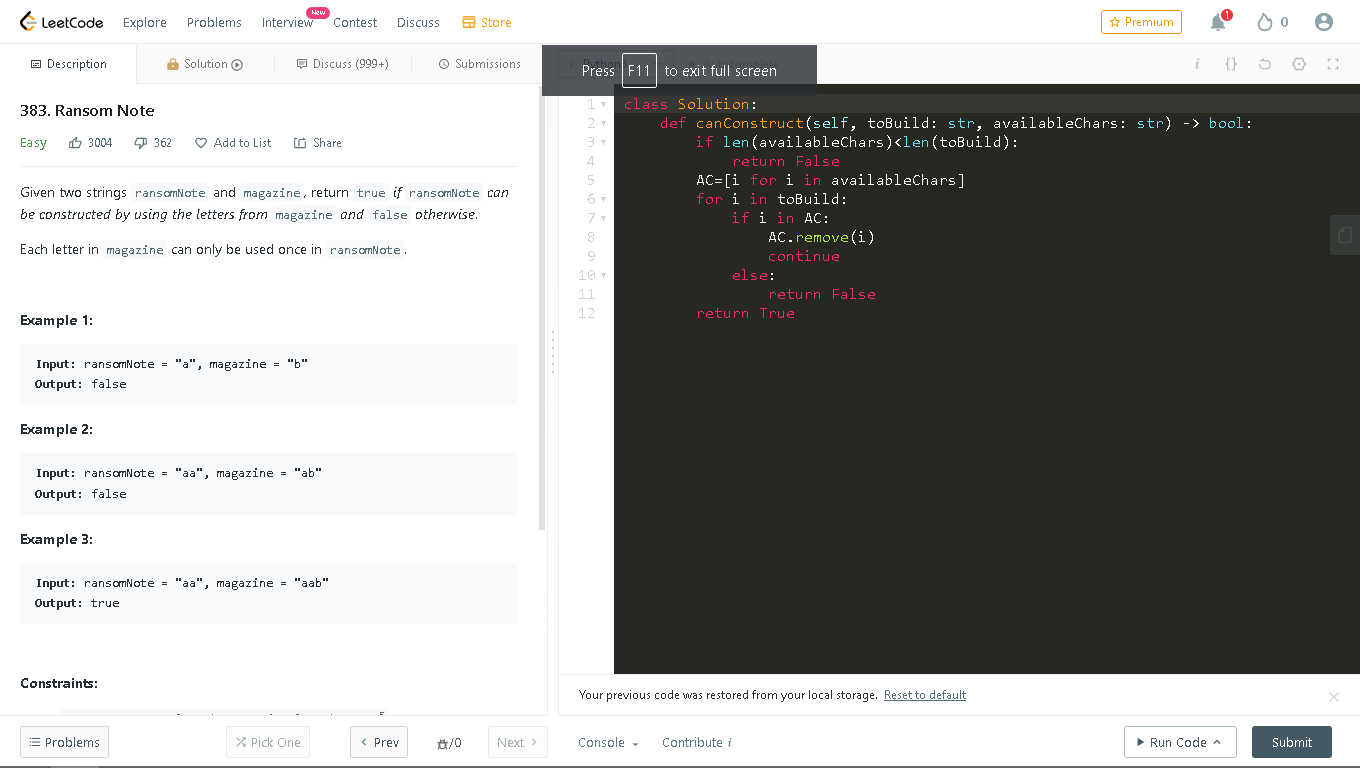 LeetCode Explore Problems Interview New Contest Discuss Store Premium 1 0
Description Solution Discuss (999+) Submissions
Press F11 to exit full screen
383. Ransom Note
Easy 3004 362 Add to List Share
Given two strings ransomNote and magazine, return true if ransomNote can
be constructed by using the letters from magazine and false otherwise.
Each letter in magazine can only be used once in ransomNote.
Example 1:
Input: ransomNote = "a", magazine = "b"
Output: false
Example 2:
Input: ransomNote = "aa", magazine = "ab"
Output: false
Example 3:
Input: ransomNote = "aa", magazine = "aab"
Output: true
Constraints:
1 class Solution:
2 def canConstruct(self, toBuild: str, availableChars: str) -> bool:
3 if len(availableChars)<len(toBuild):
4 return False
5 AC=[i for i in availableChars]
6 for i in toBuild:
7 if i in AC:
8 AC.remove(i)
9 continue
10 else:
11 return False
12 return True
Your previous code was restored from your local storage. Reset to default
Problems Pick One Prev /0 Next Console Contribute i Run Code Submit